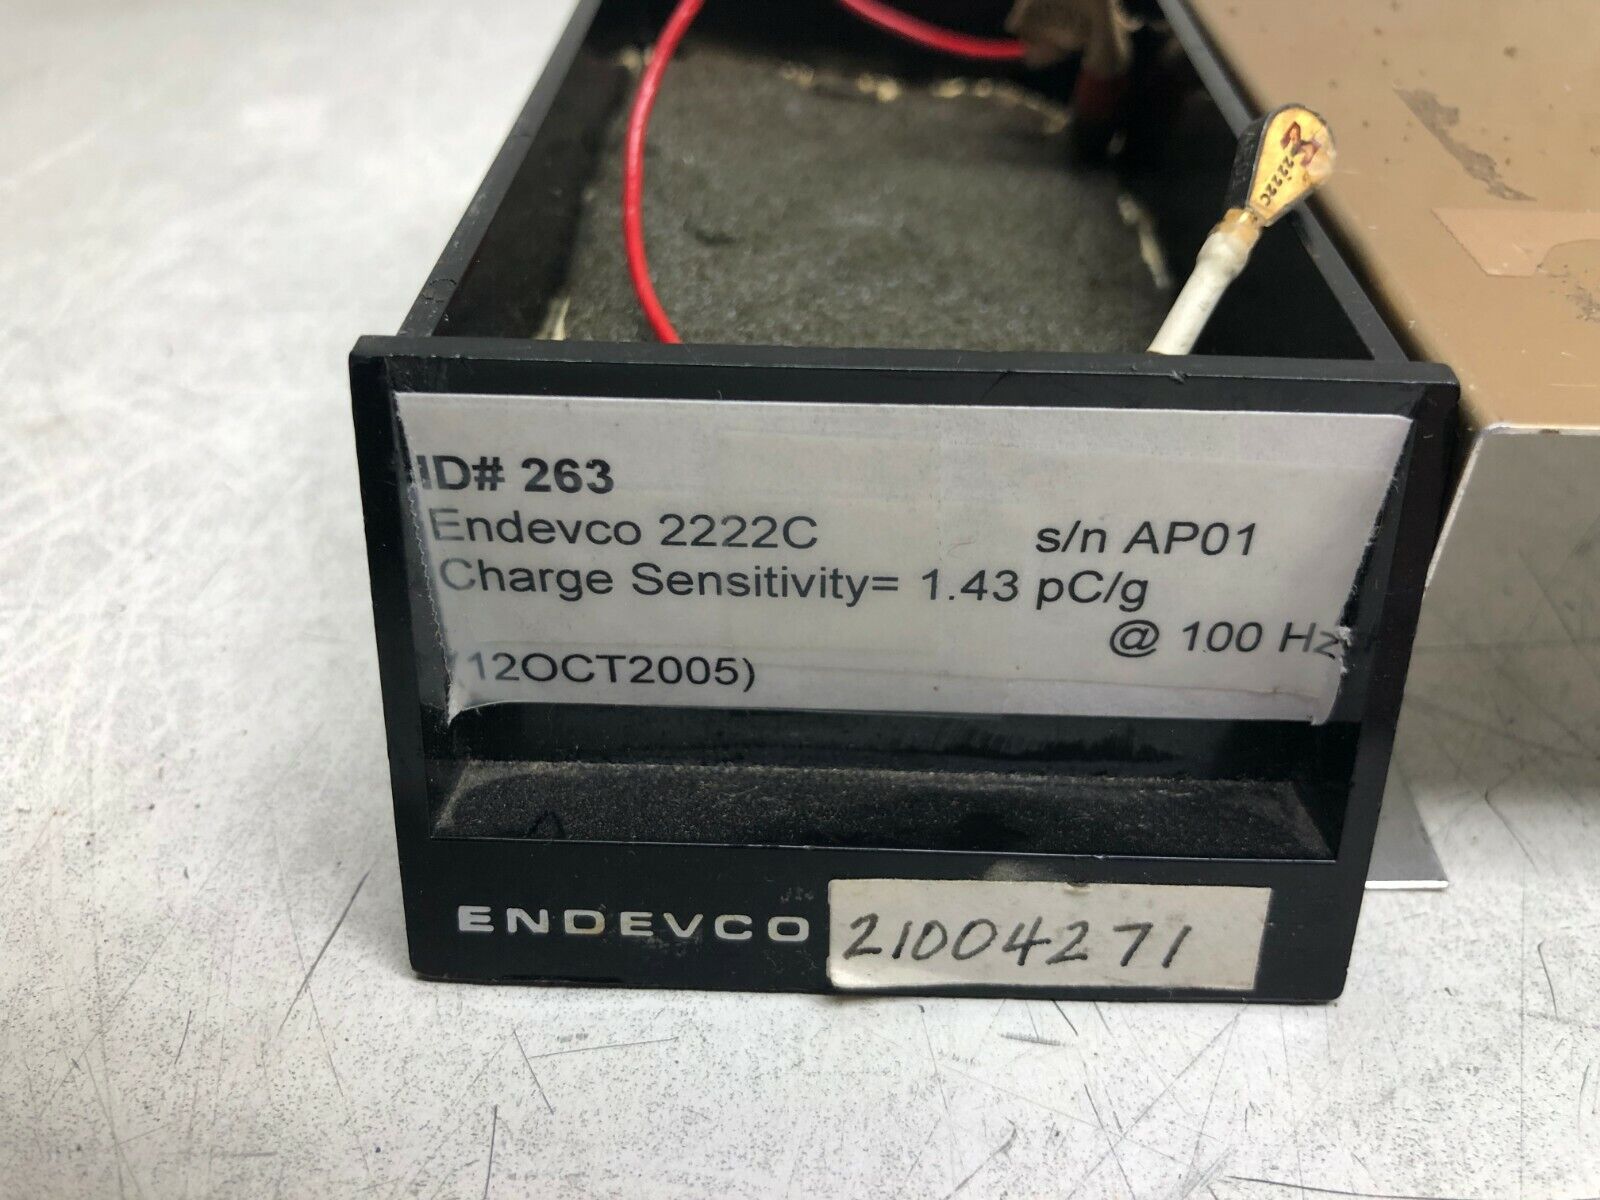 2222C
ID# 263
Endevco 2222C s/n AP01
Charge Sensitivity= 1.43 pC/g
@ 100 Hz
(12OCT2005)
ENDEVCO 21004271